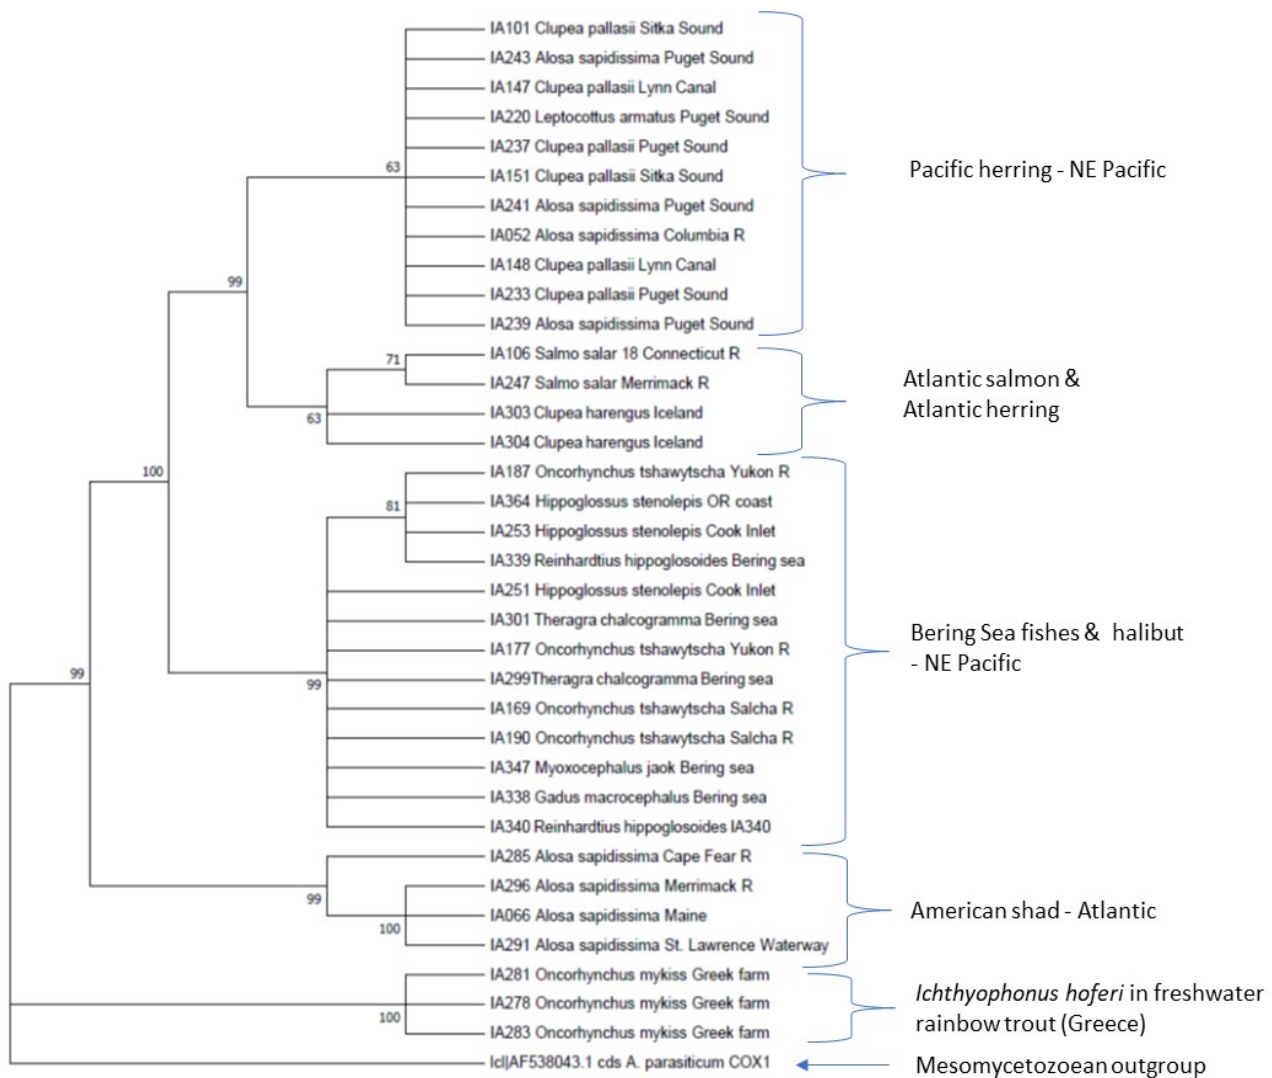 IA101 Clupea pallasii Sitka Sound
IA243 Alosa sapidissima Puget Sound
IA147 Clupea pallasii Lynn Canal
IA220 Leptocottus armatus Puget Sound
IA237 Clupea pallasii Puget Sound
63
IA151 Clupea pallasii Sitka Sound
Pacific herring - NE Pacific
IA241 Alosa sapidissima Puget Sound
IA052 Alosa sapidissima Columbia R
IA148 Clupea pallasii Lynn Canal
99
IA233 Clupea pallasii Puget Sound
IA239 Alosa sapidissima Puget Sound
71
IA106 Salmo salar 18 Connecticut R
IA247 Salmo salar Merrimack R
Atlantic salmon &
Atlantic herring
63
IA303 Clupea harengus Iceland
IA304 Clupea harengus Iceland
100
IA187 Oncorhynchus tshawytscha Yukon R
81
IA364 Hippoglossus stenolepis OR coast
IA253 Hippoglossus stenolepis Cook Inlet
IA339 Reinhardtius hippoglosoides Bering sea
IA251 Hippoglossus stenolepis Cook Inlet
IA301 Theragra chalcogramma Bering sea
Bering Sea fishes & halibut
- NE Pacific
IA177 Oncorhynchus tshawytscha Yukon R
99
99
IA299Theragra chalcogramma Bering sea
IA169 Oncorhynchus tshawytscha Salcha R
IA190 Oncorhynchus tshawytscha Salcha R
IA347 Myoxocephalus jaok Bering sea
IA338 Gadus macrocephalus Bering sea
IA340 Reinhardtius hippoglosoides IA340
IA285 Alosa sapidissima Cape Fear R
99
IA296 Alosa sapidissima Merrimack R
IA066 Alosa sapidissima Maine
American shad - Atlantic
100
IA291 Alosa sapidissima St. Lawrence Waterway
IA281 Oncorhynchus mykiss Greek farm
IA278 Oncorhynchus mykiss Greek farm
Ichthyophonus hoferi in freshwater
rainbow trout (Greece)
100
IA283 Oncorhynchus mykiss Greek farm
lcl|AF538043.1 cds A. parasiticum COX1
Mesomycetozoean outgroup